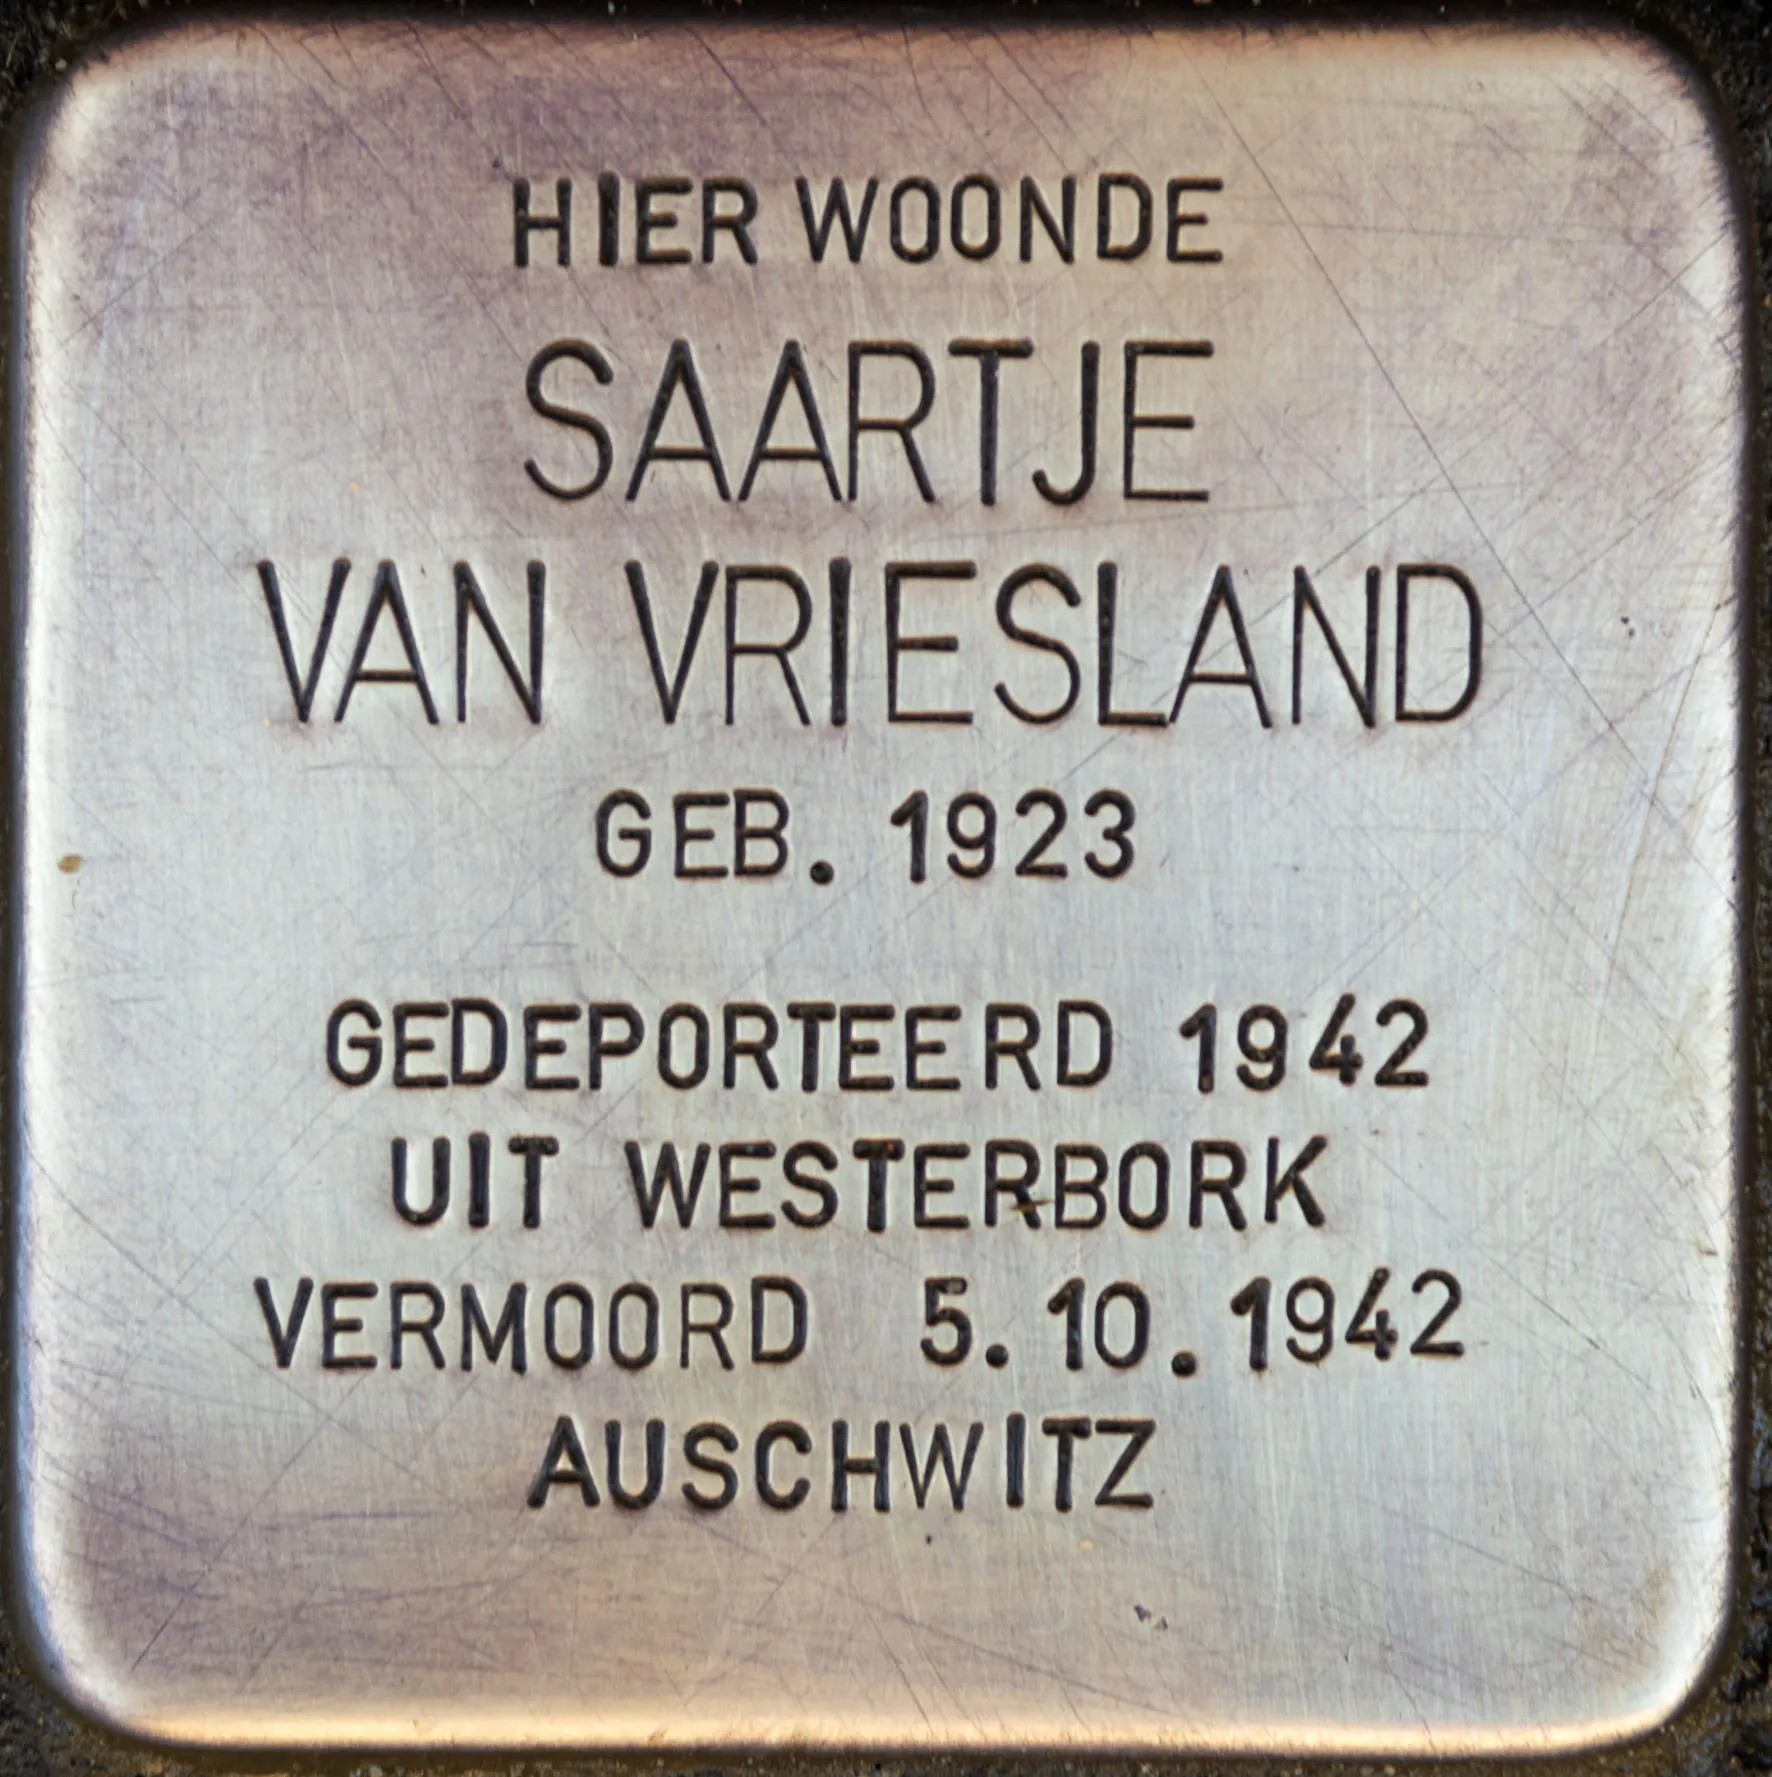 HIER WOONDE
SAARTJE
VAN VRIESLAND
GEB. 1923
GEDEPORTEERD 1942
UIT WESTERBORK
VERMOORD 5.10.1942
AUSCHWITZ